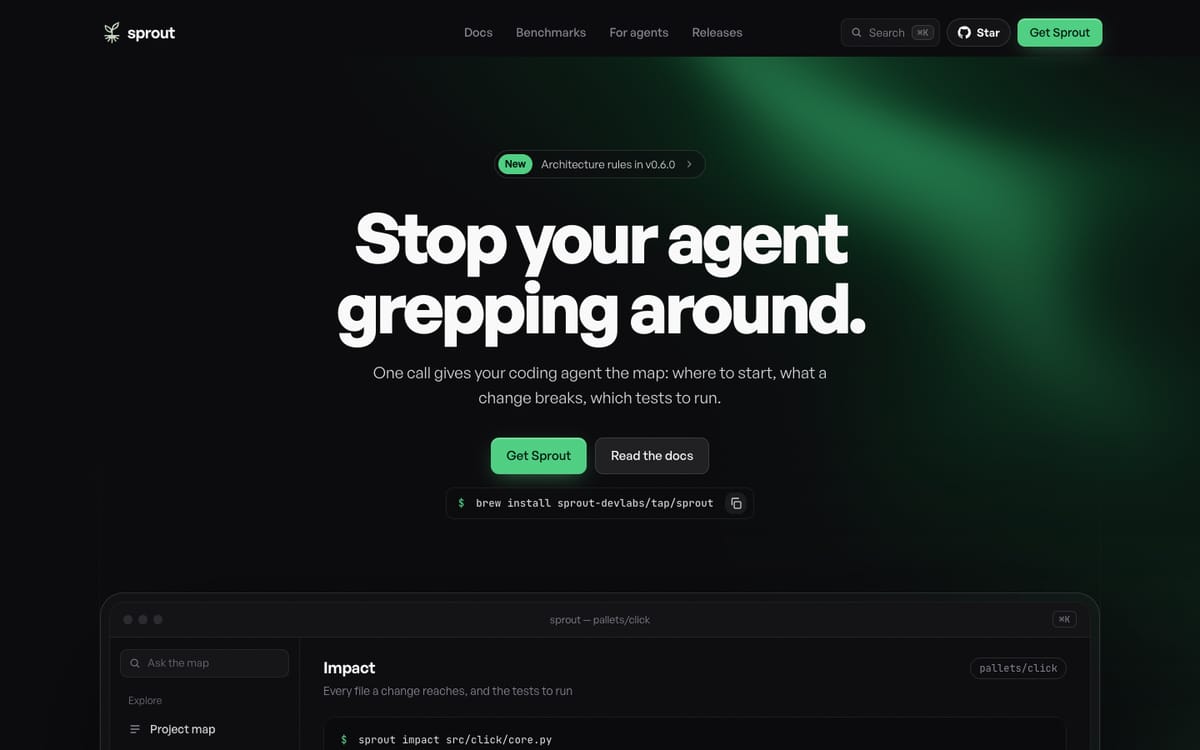 sprout
Docs
Benchmarks
For agents
Releases
Search
⌘K
Star
Get Sprout
New
Architecture rules in v0.6.0
Stop your agent
grepping around.
One call gives your coding agent the map: where to start, what a
change breaks, which tests to run.
Get Sprout
Read the docs
$ brew install sprout-devlabs/tap/sprout
sprout — pallets/click
⌘K
Ask the map
Explore
Project map
Impact
pallets/click
Every file a change reaches, and the tests to run
$ sprout impact src/click/core.py